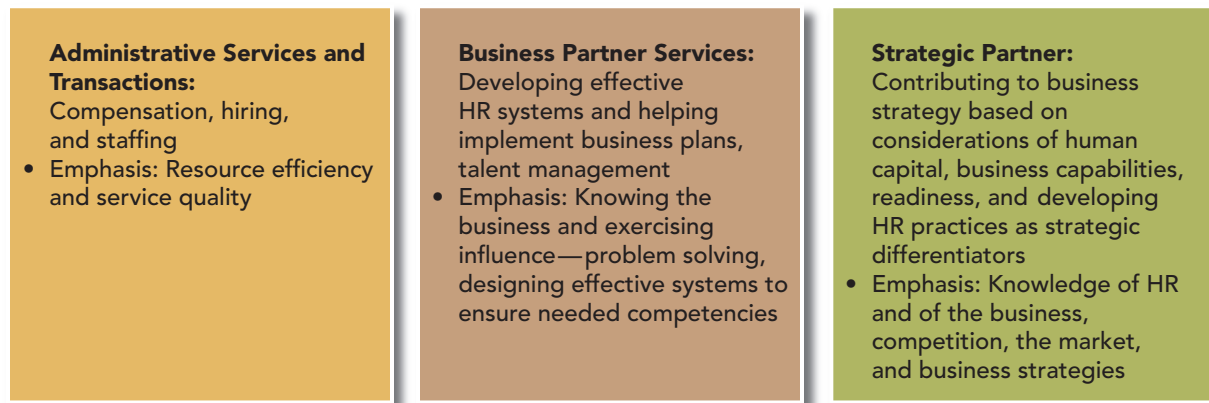 Administrative Services and
Transactions:
Compensation, hiring,
and staffing
• Emphasis: Resource efficiency
and service quality
Business Partner Services:
Developing effective
HR systems and helping
implement business plans,
talent management
• Emphasis: Knowing the
business and exercising
influence—problem solving,
designing effective systems to
ensure needed competencies
Strategic Partner:
Contributing to business
strategy based on
considerations of human
capital, business capabilities,
readiness, and developing
HR practices as strategic
differentiators
• Emphasis: Knowledge of HR
and of the business,
competition, the market,
and business strategies